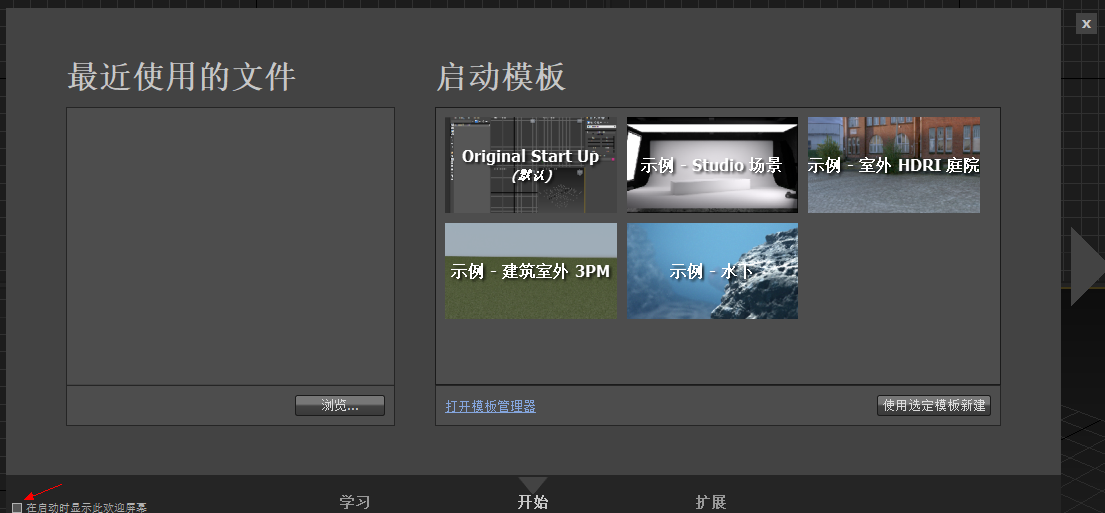 x
最近使用的文件
启动模板
Original Start Up
(默认)
示例 - Studio 场景
示例 - 室外 HDRI 庭院
示例 - 建筑室外 3PM
示例 - 水下
浏览...
打开模板管理器
使用选定模板新建
在启动时显示此欢迎屏幕
学习
开始
扩展